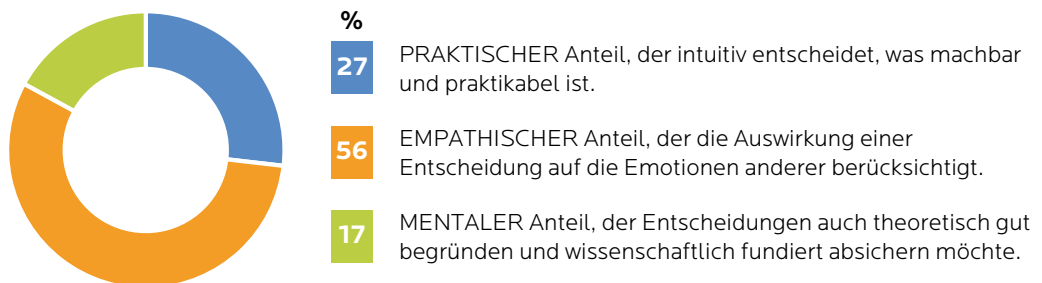 %
27
PRAKTISCHER Anteil, der intuitiv entscheidet, was machbar
und praktikabel ist.
56
EMPATHISCHER Anteil, der die Auswirkung einer
Entscheidung auf die Emotionen anderer berücksichtigt.
17
MENTALER Anteil, der Entscheidungen auch theoretisch gut
begründen und wissenschaftlich fundiert absichern möchte.